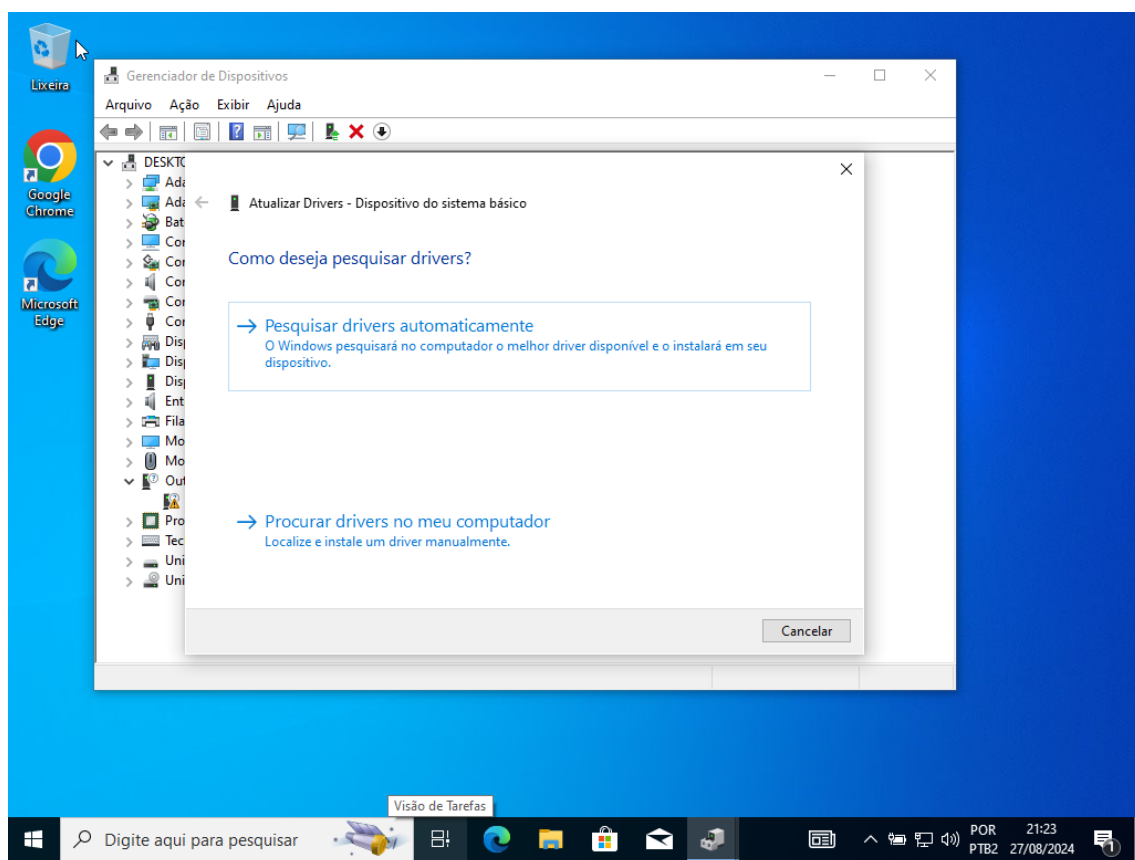 Lixeira
Google
Chrome
Microsoft
Edge
Gerenciador de Dispositivos
Arquivo Ação Exibir Ajuda
Atualizar Drivers - Dispositivo do sistema básico
Como deseja pesquisar drivers?
Pesquisar drivers automaticamente
O Windows pesquisará no computador o melhor driver disponível e o instalará em seu
dispositivo.
Procurar drivers no meu computador
Localize e instale um driver manualmente.
Cancelar
Visão de Tarefas
Digite aqui para pesquisar
POR 21:23
PTB2 27/08/2024
1